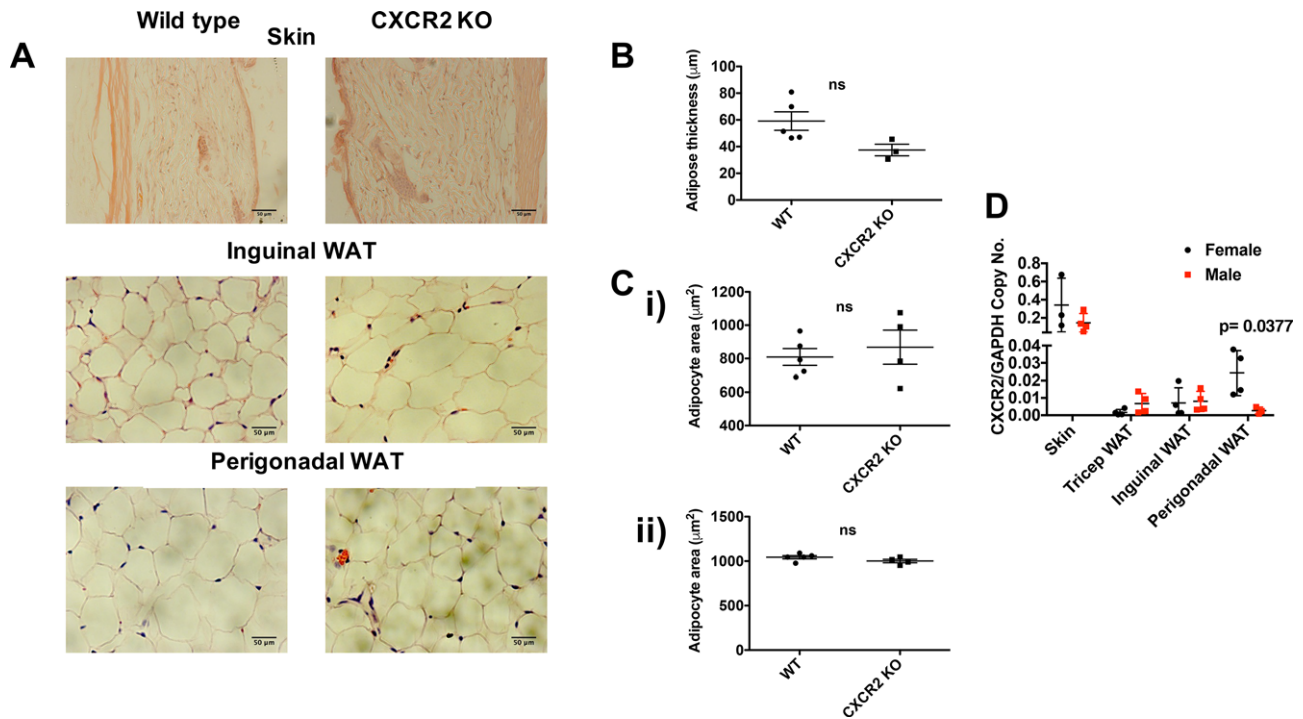 Wild type
CXCR2 KO
Skin
A
50 µm
50 µm
Inguinal WAT
50 µm
50 µm
Perigonadal WAT
50 µm
50 µm
B
Adipose thickness (µm)
100
80
60
40
20
0
ns
WT
CXCR2 KO
C
i)
Adipocyte area (µm²)
1200
1000
800
600
400
ns
WT
CXCR2 KO
ii)
Adipocyte area (µm²)
1500
1000
500
0
ns
WT
CXCR2 KO
D
Female
Male
CXCR2/GAPDH Copy No.
0.8
0.6
0.4
0.2
0.04
0.03
0.02
0.01
0.00
p= 0.0377
Skin
Tricep WAT
Inguinal WAT
Perigonadal WAT